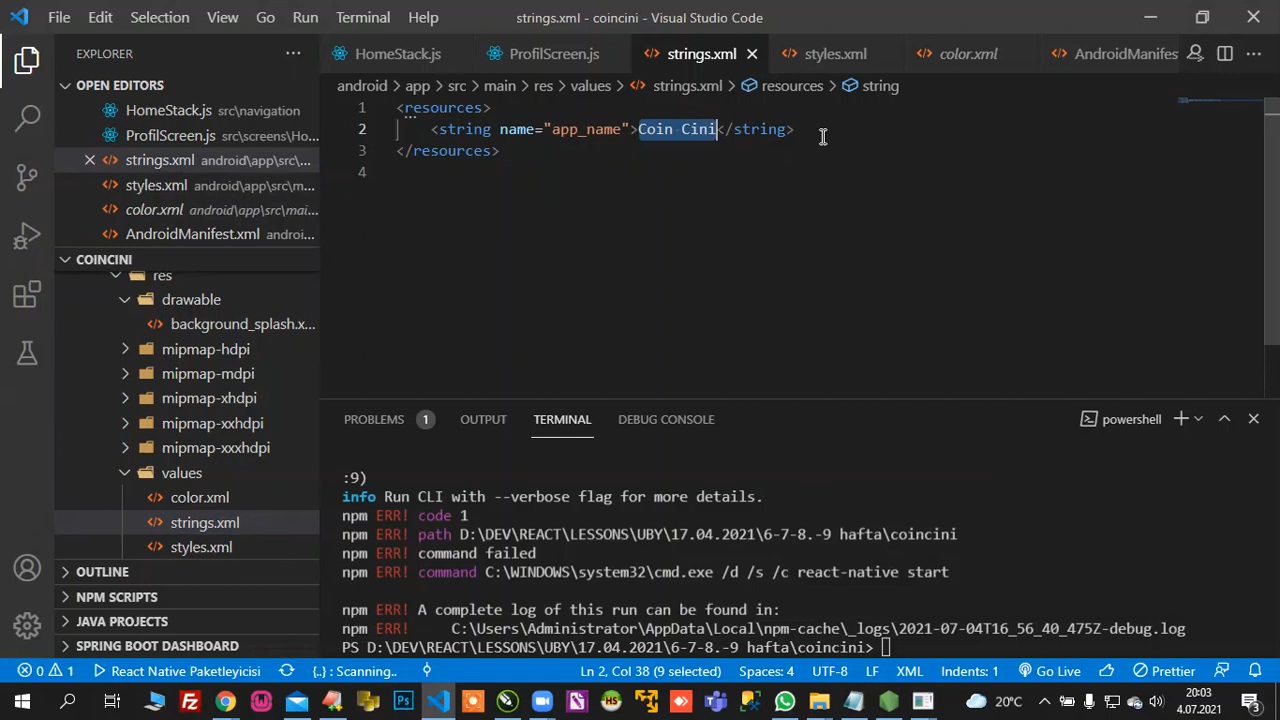 File Edit Selection View Go Run Terminal Help strings.xml - coincini - Visual Studio Code
EXPLORER
OPEN EDITORS
HomeStack.js src\navigation
ProfilScreen.js src\screens\HomeSta...
strings.xml android\app\src\...
styles.xml android\app\src\m...
color.xml android\app\src\mai...
AndroidManifest.xml androi...
COINCINI
res
drawable
background_splash.x...
mipmap-hdpi
mipmap-mdpi
mipmap-xhdpi
mipmap-xxhdpi
mipmap-xxxhdpi
values
color.xml
strings.xml
styles.xml
OUTLINE
NPM SCRIPTS
JAVA PROJECTS
SPRING BOOT DASHBOARD
HomeStack.js ProfilScreen.js strings.xml styles.xml color.xml AndroidManifes
android > app > src > main > res > values > strings.xml > resources > string
1 <resources>
2 <string name="app_name">Coin Cini</string>
3 </resources>
4
PROBLEMS 1 OUTPUT TERMINAL DEBUG CONSOLE powershell
:9)
info Run CLI with --verbose flag for more details.
npm ERR! code 1
npm ERR! path D:\DEV\REACT\LESSONS\UBY\17.04.2021\6-7-8.-9 hafta\coincini
npm ERR! command failed
npm ERR! command C:\WINDOWS\system32\cmd.exe /d /s /c react-native start
npm ERR! A complete log of this run can be found in:
npm ERR! C:\Users\Administrator\AppData\Local\npm-cache\_logs\2021-07-04T16_56_40_475Z-debug.log
PS D:\DEV\REACT\LESSONS\UBY\17.04.2021\6-7-8.-9 hafta\coincini>
0 1 React Native Paketleyicisi {..} : Scanning.. Ln 2, Col 38 (9 selected) Spaces: 4 UTF-8 LF XML Indents: 1 Go Live Prettier
20°C 20:03
4.07.2021